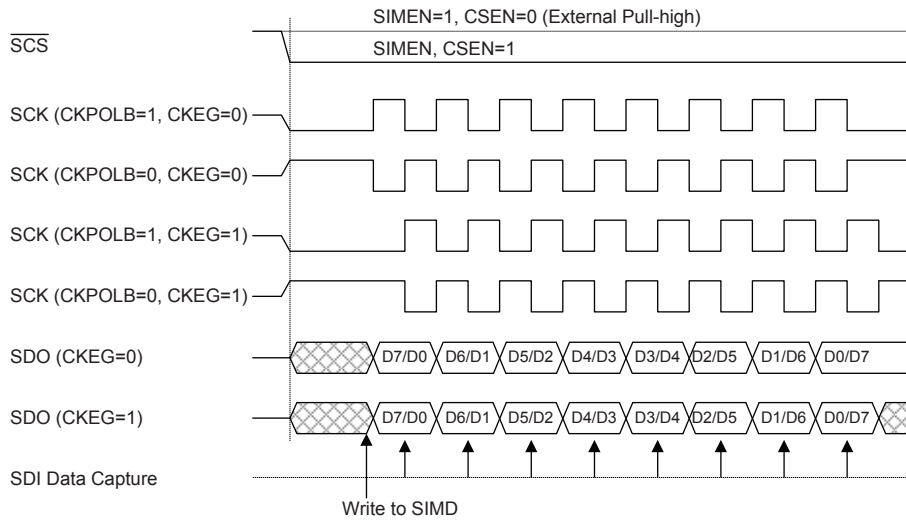 SIMEN=1, CSEN=0 (External Pull-high)
SCS
SIMEN, CSEN=1
SCK (CKPOLB=1, CKEG=0)
SCK (CKPOLB=0, CKEG=0)
SCK (CKPOLB=1, CKEG=1)
SCK (CKPOLB=0, CKEG=1)
SDO (CKEG=0) D7/D0 D6/D1 D5/D2 D4/D3 D3/D4 D2/D5 D1/D6 D0/D7
SDO (CKEG=1) D7/D0 D6/D1 D5/D2 D4/D3 D3/D4 D2/D5 D1/D6 D0/D7
SDI Data Capture
Write to SIMD